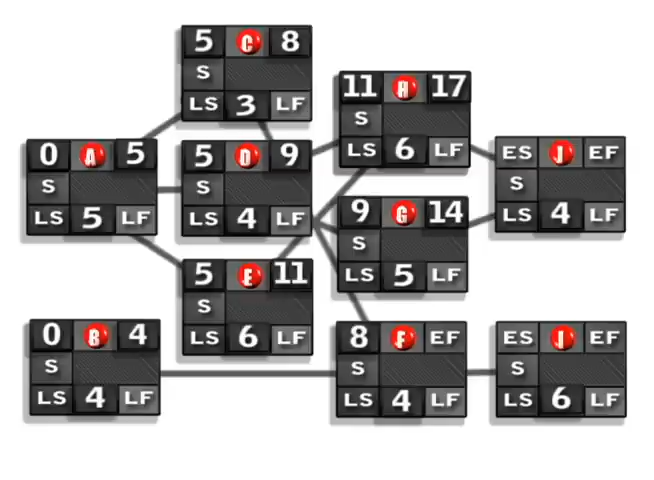 5 C 8
S
LS 3 LF
11 H 17
S
LS 6 LF
0 A 5
S
LS 5 LF
5 D 9
S
LS 4 LF
ES J EF
S
LS 4 LF
9 G 14
S
LS 5 LF
5 E 11
S
LS 6 LF
0 B 4
S
LS 4 LF
8 F EF
S
LS 4 LF
ES I EF
S
LS 6 LF